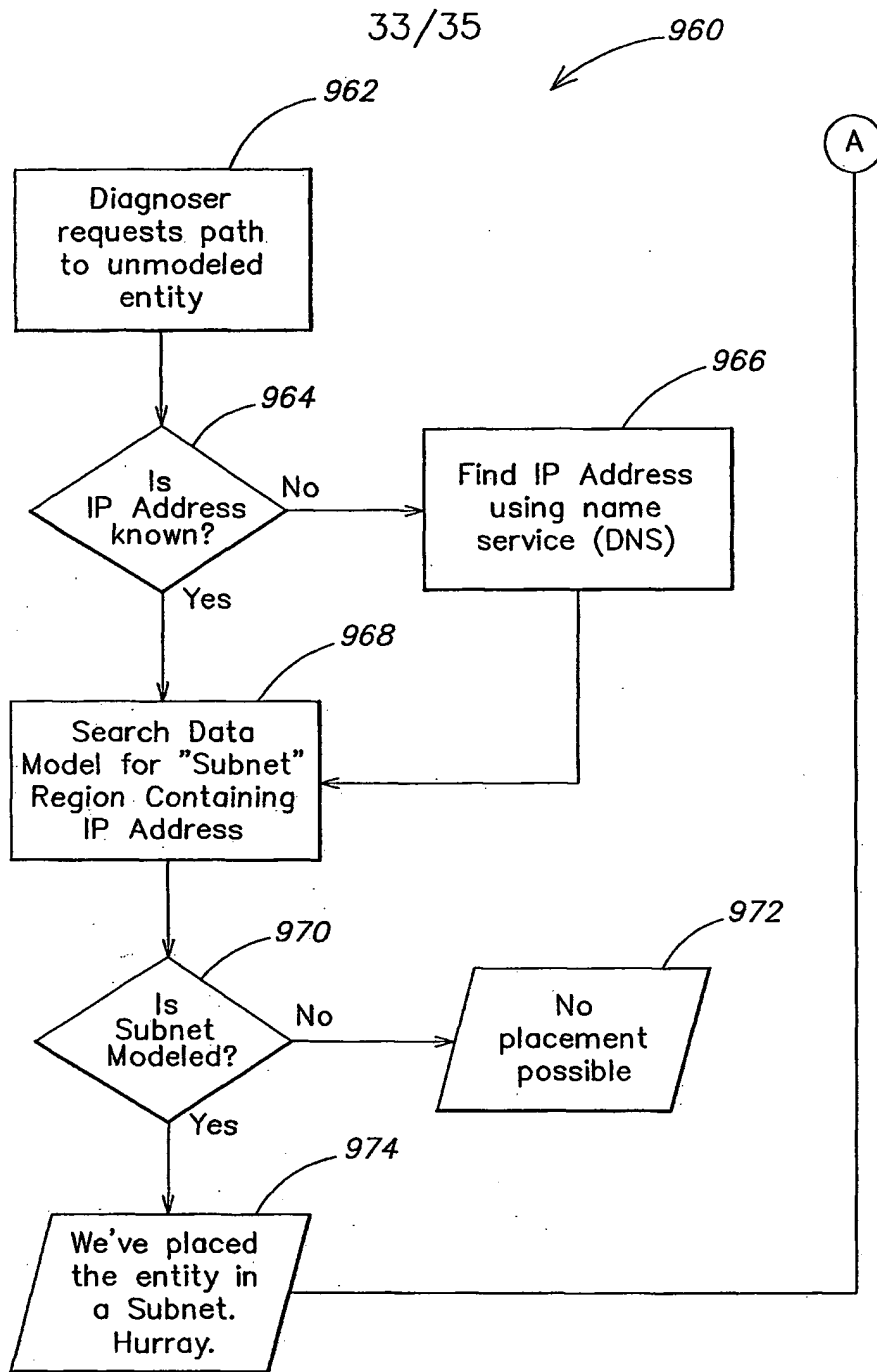 33/35
960
962
A
Diagnoser
requests path
to unmodeled
entity
964
966
Is
IP Address
known?
No
Find IP Address
using name
service (DNS)
Yes
968
Search Data
Model for "Subnet"
Region Containing
IP Address
970
972
Is
Subnet
Modeled?
No
No
placement
possible
Yes
974
We've placed
the entity in
a Subnet.
Hurray.